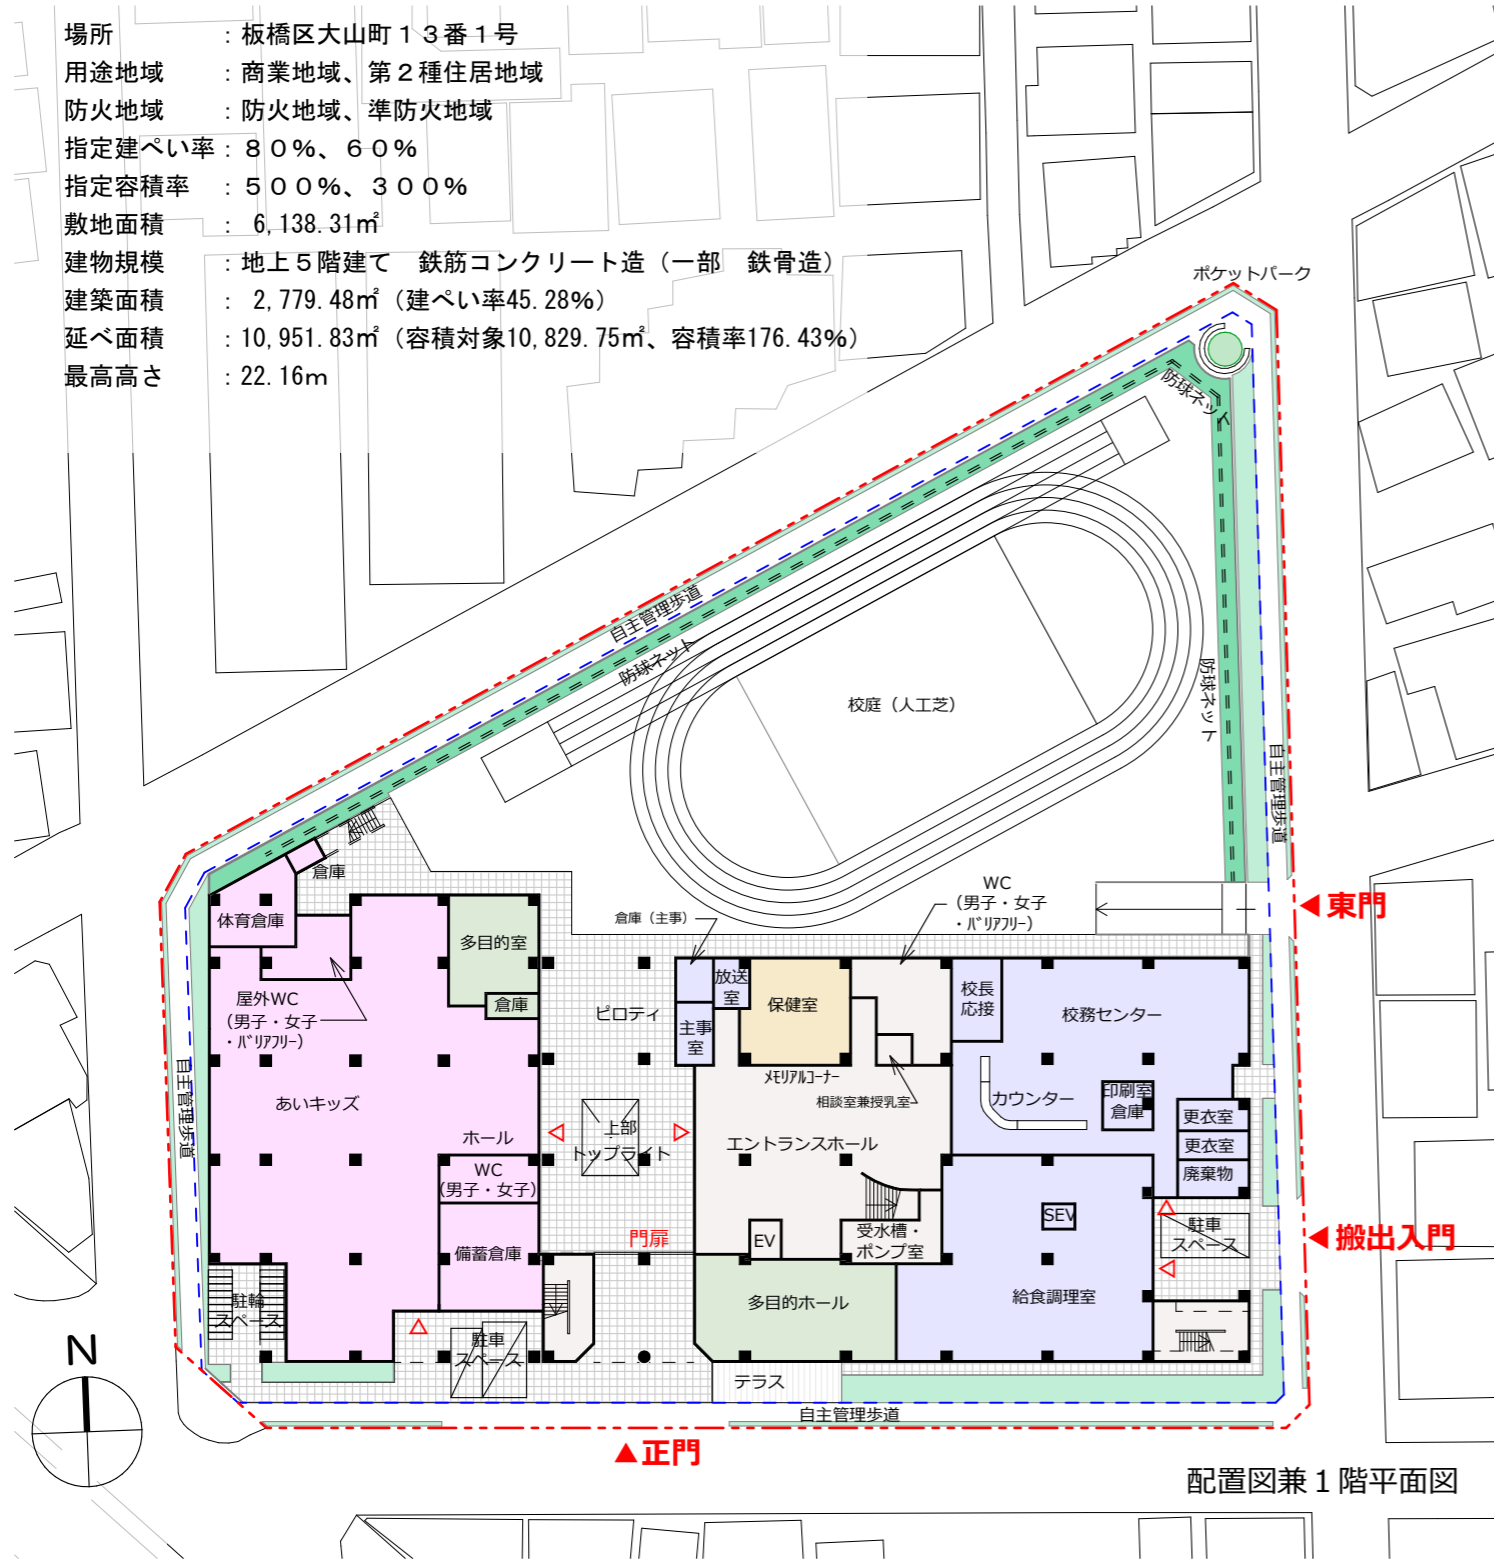 場所　　　　：板橋区大山町１３番１号
用途地域　　：商業地域、第２種住居地域
防火地域　　：防火地域、準防火地域
指定建ぺい率：８０％、６０％
指定容積率　：５００％、３００％
敷地面積　　： 6,138.31㎡
建物規模　　：地上５階建て　鉄筋コンクリート造（一部　鉄骨造）
建築面積　　： 2,779.48㎡（建ぺい率45.28％）
延べ面積　　：10,951.83㎡（容積対象10,829.75㎡、容積率176.43％）
最高高さ　　：22.16ｍ
ポケットパーク
防球ネット
自主管理歩道
防球ネット
防球ネット
校庭（人工芝）
自主管理歩道
倉庫
体育倉庫
多目的室
倉庫（主事）
WC
（男子・女子
・バリアフリー）
東門
屋外WC
（男子・女子
・バリアフリー）
倉庫
ピロティ
放送
室
保健室
校長
応接
校務センター
主事
室
自主管理歩道
メモリアルコーナー
相談室兼授乳室
カウンター
印刷室
倉庫
更衣室
更衣室
廃棄物
あいキッズ
ホール
上部
トップライト
エントランスホール
WC
（男子・女子）
SEV
駐車
スペース
搬出入門
門扉
EV
受水槽・
ポンプ室
備蓄倉庫
多目的ホール
給食調理室
駐輪
スペース
駐車
スペース
テラス
自主管理歩道
N
正門
配置図兼１階平面図